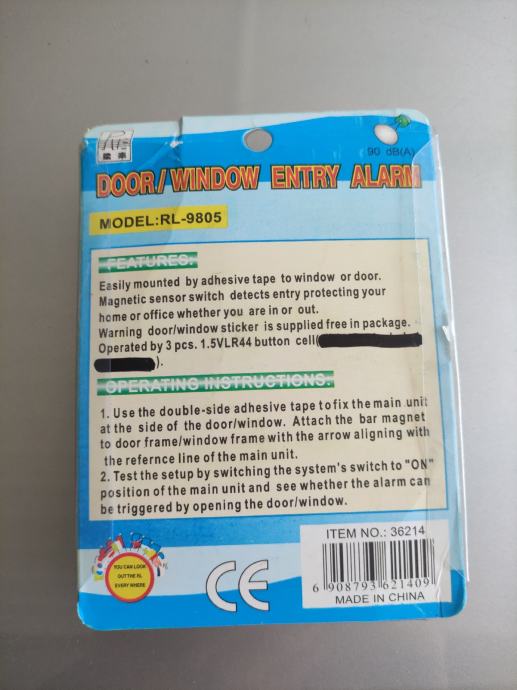 90 dB(A)
DOOR/WINDOW ENTRY ALARM
MODEL:RL-9805
FEATURES:
Easily mounted by adhesive tape to window or door.
Magnetic sensor switch detects entry protecting your
home or office whether you are in or out.
Warning door/window sticker is supplied free in package.
Operated by 3 pcs. 1.5VLR44 button cell(
).
OPERATING INSTRUCTIONS:
1. Use the double-side adhesive tape to fix the main unit
at the side of the door/window. Attach the bar magnet
to door frame/window frame with the arrow aligning with
the refernce line of the main unit.
2. Test the setup by switching the system's switch to "ON"
position of the main unit and see whether the alarm can
be triggered by opening the door/window.
YOU CAN LOOK
OUTTHE RL
EVERY WHERE
CE
ITEM NO.: 36214
6 908793 621409
MADE IN CHINA